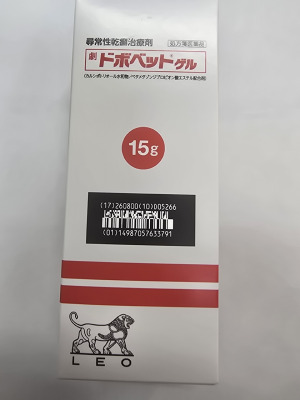 尋常性乾癬治療剤
処方箋医薬品
劇 ドボベット®ゲル
(カルシポトリオール水和物/ベタメタゾンジプロピオン酸エステル配合剤)
15g
(17)260800(10)D05266
(01)14987057633791
LEO